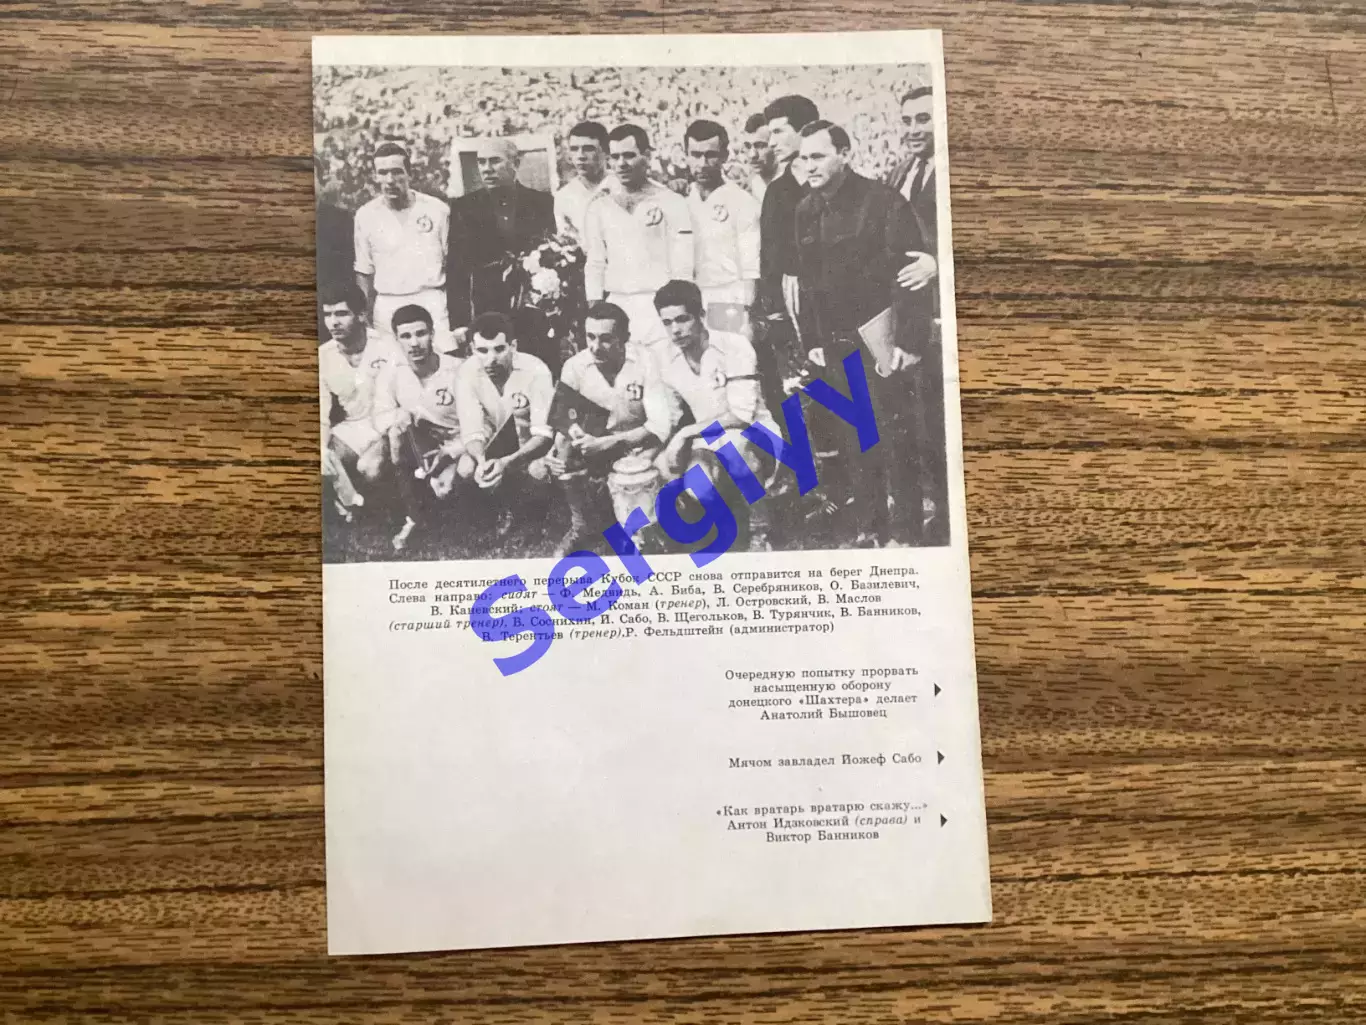 После десятилетнего перерыва Кубок СССР снова отправится на берег Днепра.
Слева направо: сидят — Ф. Медвидь, А. Биба, В. Серебряников, О. Базилевич,
В. Каневский; стоят — М. Коман (тренер), Л. Островский, В. Маслов
(старший тренер), В. Соснихин, Й. Сабо, В. Щегольков, В. Турянчик, В. Банников,
В. Терентьев (тренер), Р. Фельдштейн (администратор)
Очередную попытку прорвать
насыщенную оборону
донецкого «Шахтера» делает
Анатолий Бышовец
Мячом завладел Йожеф Сабо
«Как вратарь вратарю скажу...»
Антон Идзковский (справа) и
Виктор Банников
Sergiyy